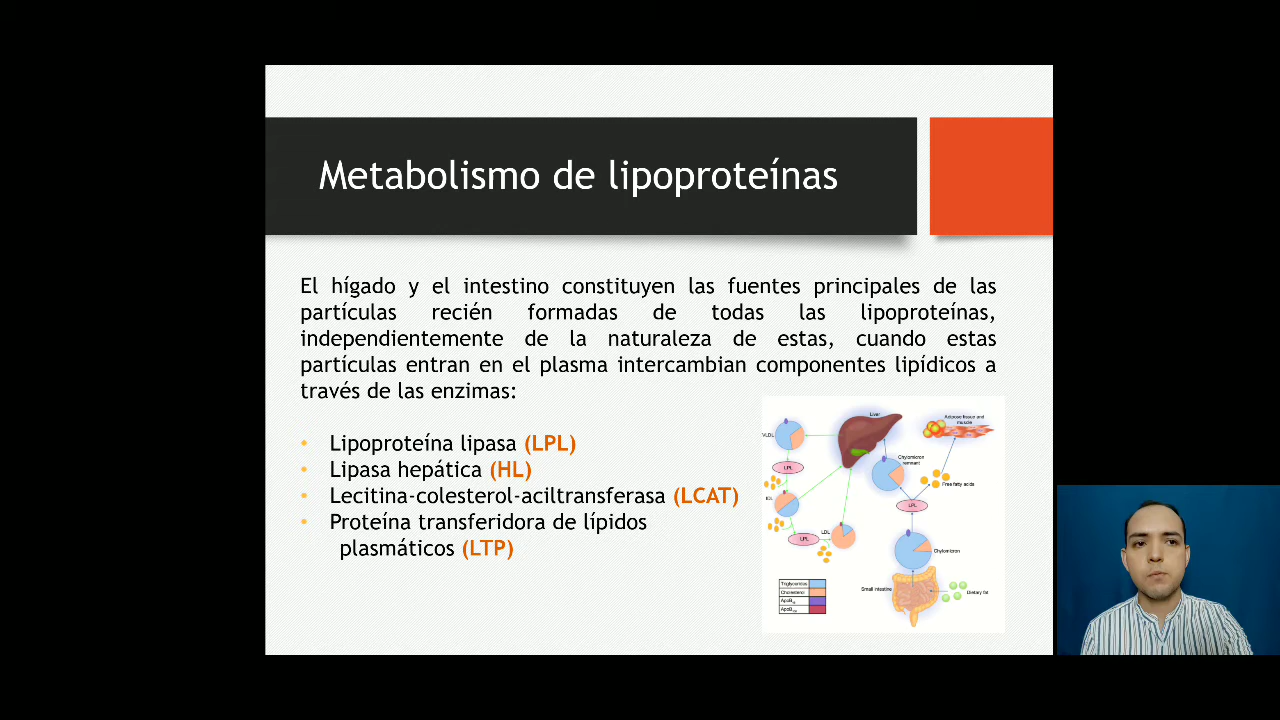 Metabolismo de lipoproteínas
El hígado y el intestino constituyen las fuentes principales de las
partículas recién formadas de todas las lipoproteínas,
independientemente de la naturaleza de estas, cuando estas
partículas entran en el plasma intercambian componentes lipídicos a
través de las enzimas:
• Lipoproteína lipasa (LPL)
• Lipasa hepática (HL)
• Lecitina-colesterol-aciltransferasa (LCAT)
• Proteína transferidora de lípidos
plasmáticos (LTP)
Liver
Adipose tissue and
muscle
VLDL
Chylomicron
remnant
LPL
Free fatty acids
IDL
LPL
LPL
LDL
Chylomicron
Triglycerides
Cholesterol
ApoB48
ApoB100
Small intestine
Dietary fat